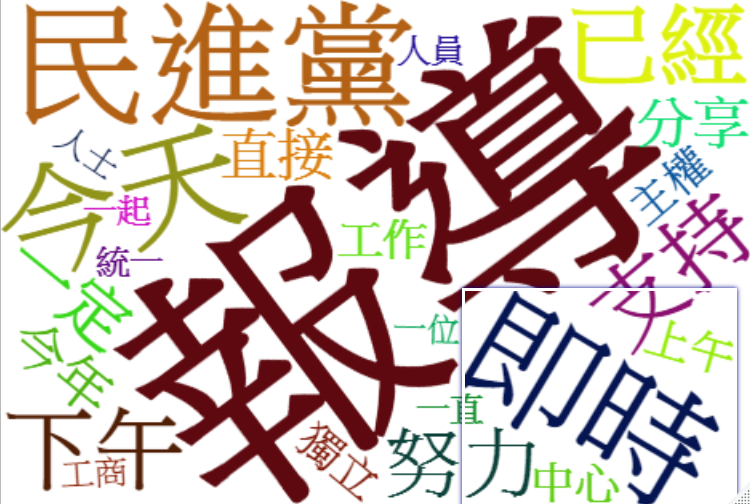 民進黨
人員
已經
報導
分享
人士
今天
直接
主權
一起
工作
支持
統一
一定
一位
即時
上午
今年
一直
下午
獨立
努力
工商
中心